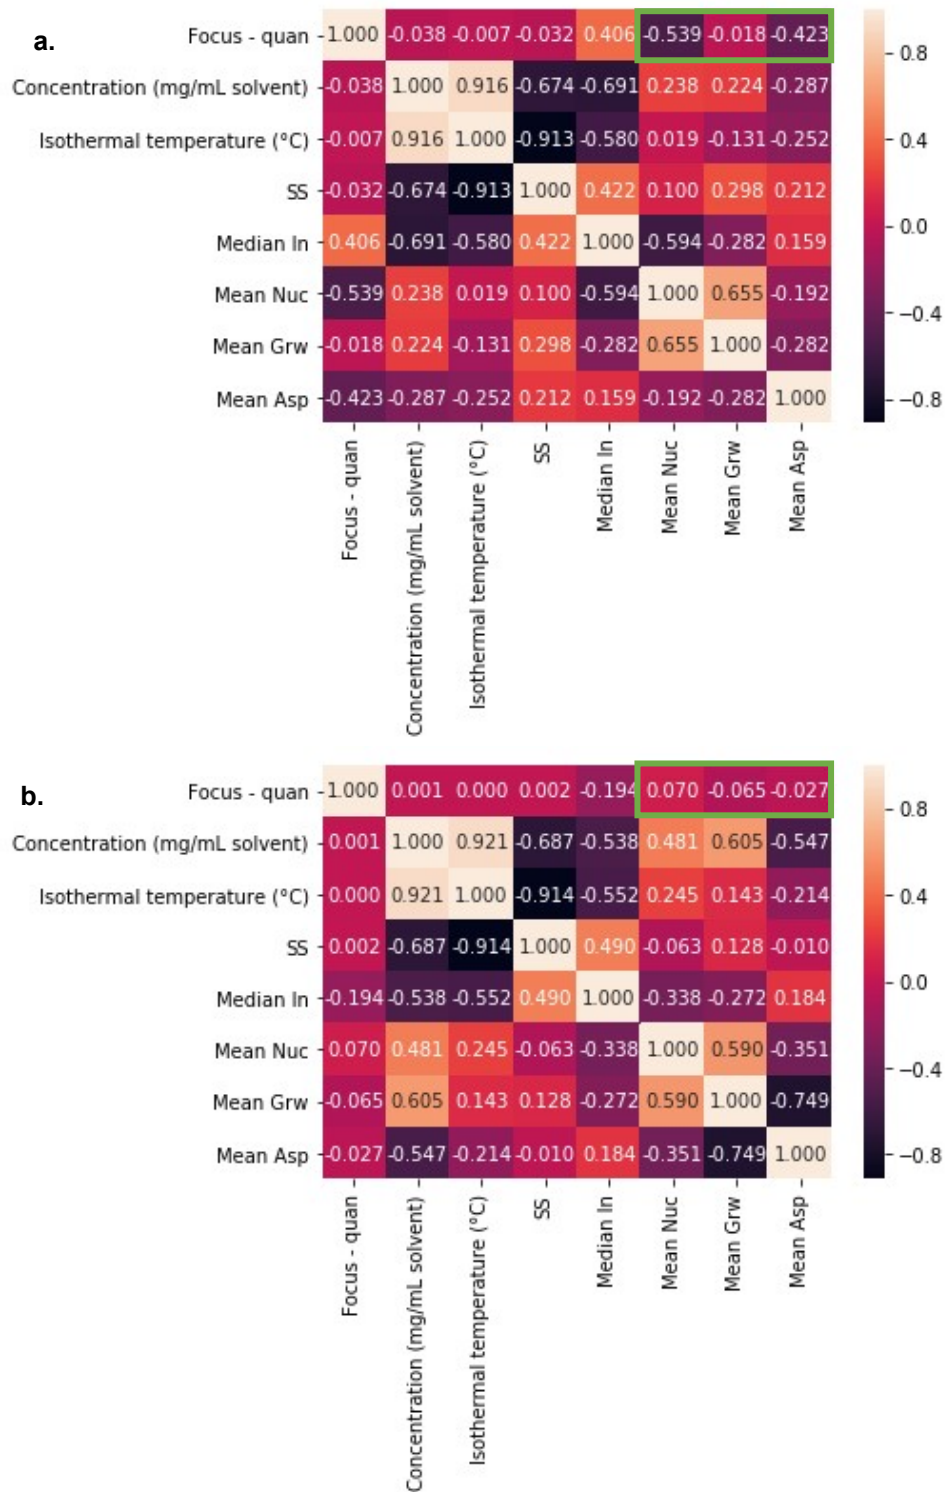 a.
Focus - quan 1.000 -0.038 -0.007 -0.032 0.406 -0.539 -0.018 -0.423
Concentration (mg/mL solvent) -0.038 1.000 0.916 -0.674 -0.691 0.238 0.224 -0.287
Isothermal temperature (°C) -0.007 0.916 1.000 -0.913 -0.580 0.019 -0.131 -0.252
SS -0.032 -0.674 -0.913 1.000 0.422 0.100 0.298 0.212
Median In 0.406 -0.691 -0.580 0.422 1.000 -0.594 -0.282 0.159
Mean Nuc -0.539 0.238 0.019 0.100 -0.594 1.000 0.655 -0.192
Mean Grw -0.018 0.224 -0.131 0.298 -0.282 0.655 1.000 -0.282
Mean Asp -0.423 -0.287 -0.252 0.212 0.159 -0.192 -0.282 1.000
0.8
0.4
0.0
-0.4
-0.8
Focus - quan
Concentration (mg/mL solvent)
Isothermal temperature (°C)
SS
Median In
Mean Nuc
Mean Grw
Mean Asp
b.
Focus - quan 1.000 0.001 0.000 0.002 -0.194 0.070 -0.065 -0.027
Concentration (mg/mL solvent) 0.001 1.000 0.921 -0.687 -0.538 0.481 0.605 -0.547
Isothermal temperature (°C) 0.000 0.921 1.000 -0.914 -0.552 0.245 0.143 -0.214
SS 0.002 -0.687 -0.914 1.000 0.490 -0.063 0.128 -0.010
Median In -0.194 -0.538 -0.552 0.490 1.000 -0.338 -0.272 0.184
Mean Nuc 0.070 0.481 0.245 -0.063 -0.338 1.000 0.590 -0.351
Mean Grw -0.065 0.605 0.143 0.128 -0.272 0.590 1.000 -0.749
Mean Asp -0.027 -0.547 -0.214 -0.010 0.184 -0.351 -0.749 1.000
0.8
0.4
0.0
-0.4
-0.8
Focus - quan
Concentration (mg/mL solvent)
Isothermal temperature (°C)
SS
Median In
Mean Nuc
Mean Grw
Mean Asp